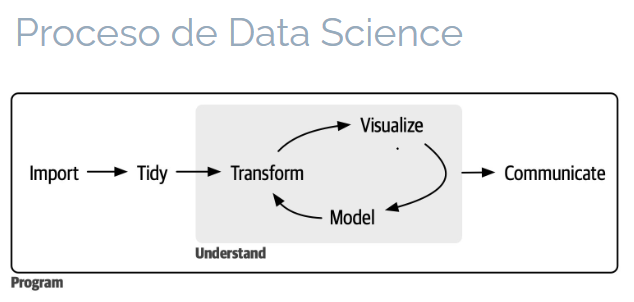 Proceso de Data Science
Visualize
Import
Tidy
Transform
Communicate
Model
Understand
Program